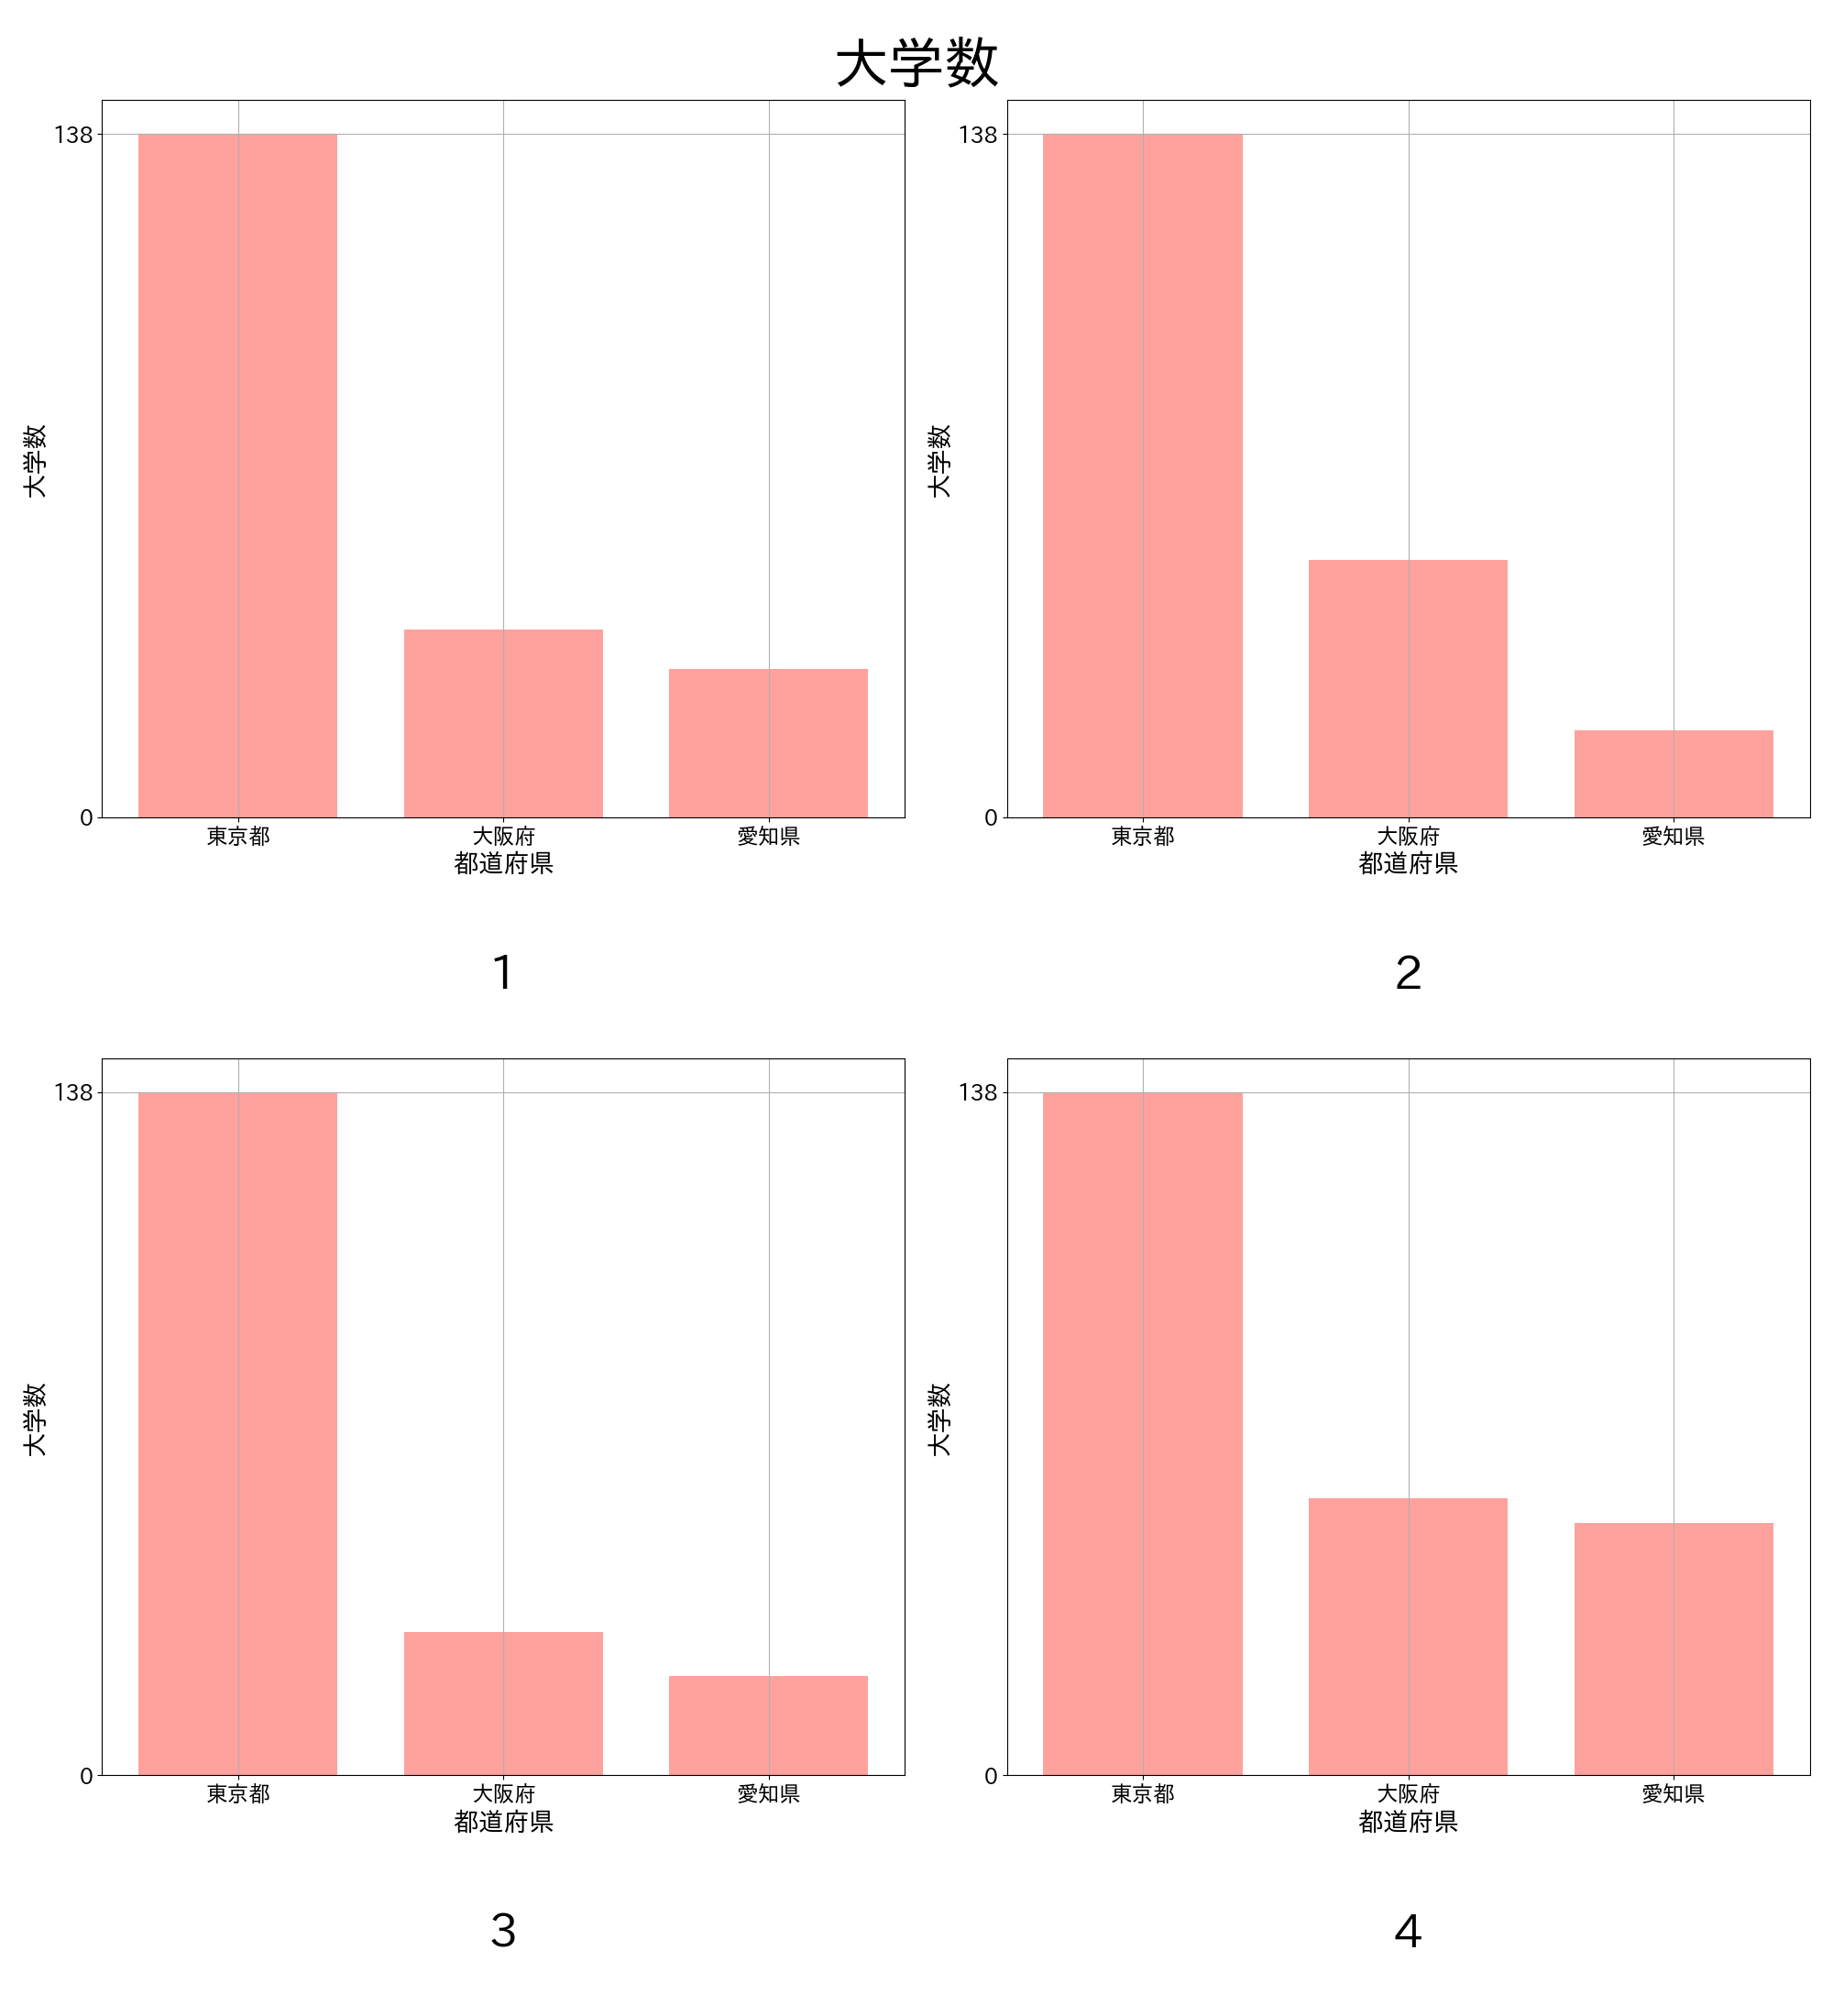 大学数
138
0
大学数
東京都 大阪府 愛知県
都道府県
1
138
0
大学数
東京都 大阪府 愛知県
都道府県
2
138
0
大学数
東京都 大阪府 愛知県
都道府県
3
138
0
大学数
東京都 大阪府 愛知県
都道府県
4